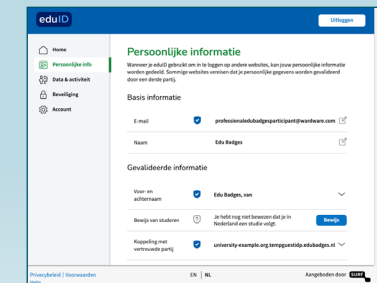 eduID
Uitloggen
Home
Persoonlijke info
Data & activiteit
Beveiliging
Account
Persoonlijke informatie
Wanneer je eduID gebruikt om in te loggen op andere websites, kan jouw persoonlijke informatie
worden gedeeld. Sommige websites vereisen dat je persoonlijke gegevens worden gevalideerd
door een derde partij.
Basis informatie
E-mail professionaledubadgesparticipant@wardware.com
Naam Edu Badges
Gevalideerde informatie
Voor- en
achternaam
Edu Badges, van
Bewijs van studeren
Je hebt nog niet bewezen dat je in
Nederland een studie volgt.
Bewijs
Koppeling met
vertrouwde partij
university-example.org.tempguestidp.edubadges.nl
Privacybeleid | Voorwaarden
Help
EN | NL
Aangeboden door SURF